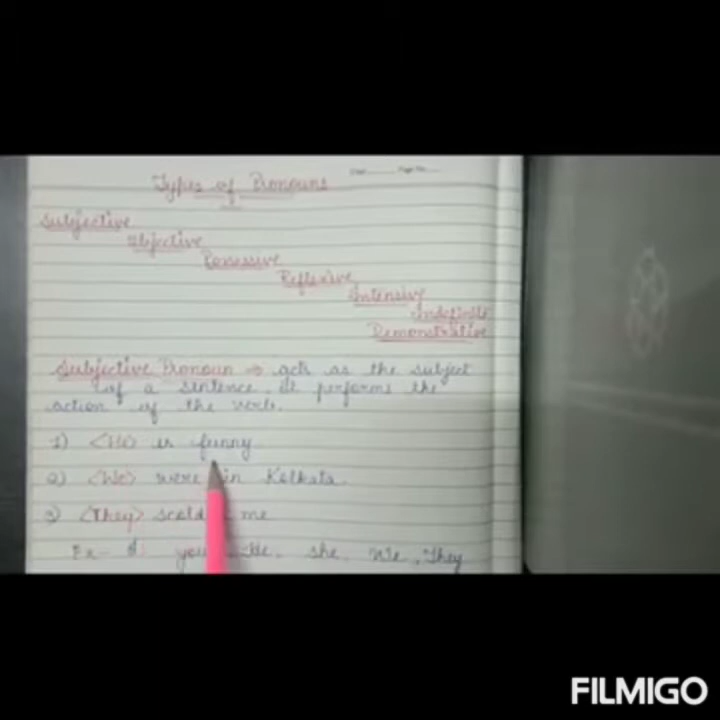 Types of Pronouns
Subjective
Objective
Possessive
Reflexive
Intensive
Indefinite
Demonstrative
Subjective Pronoun → acts as the subject
of a sentence. It performs the
action of the verb.
1) <He> is funny
2) <We> were in Kolkata.
3) <They> scold me
Ex - I, you, He, she, We, They
FILMIGO